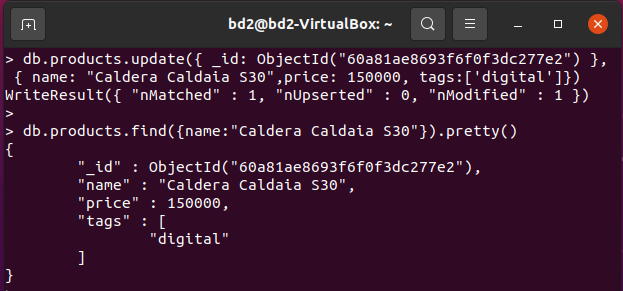 bd2@bd2-VirtualBox: ~
> db.products.update({ _id: ObjectId("60a81ae8693f6f0f3dc277e2") },
 { name: "Caldera Caldaia S30",price: 150000, tags:['digital']})
WriteResult({ "nMatched" : 1, "nUpserted" : 0, "nModified" : 1 })
>
> db.products.find({name:"Caldera Caldaia S30"}).pretty()
{
        "_id" : ObjectId("60a81ae8693f6f0f3dc277e2"),
        "name" : "Caldera Caldaia S30",
        "price" : 150000,
        "tags" : [
                "digital"
        ]
}